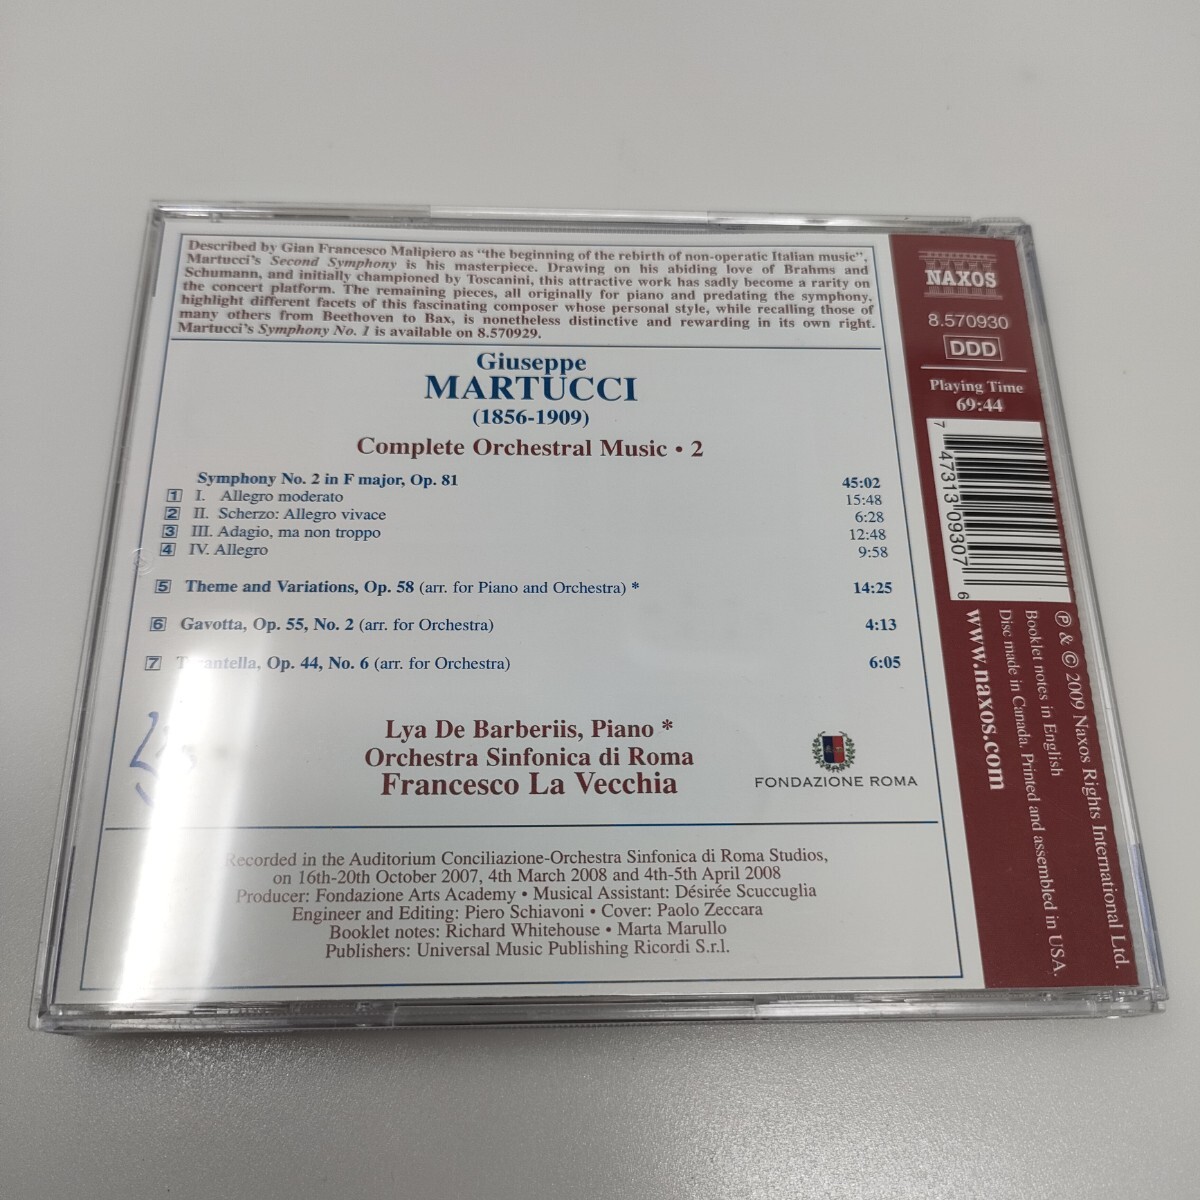 Described by Gian Francesco Malipiero as "the beginning of the rebirth of non-operatic Italian music",
Martucci's Second Symphony is his masterpiece. Drawing on his abiding love of Brahms and
Schumann, and initially championed by Toscanini, this attractive work has sadly become a rarity on
the concert platform. The remaining pieces, all originally for piano and predating the symphony,
highlight different facets of this fascinating composer whose personal style, while recalling those of
many others from Beethoven to Bax, is nonetheless distinctive and rewarding in its own right.
Martucci's Symphony No. 1 is available on 8.570929.
Giuseppe
MARTUCCI
(1856-1909)
Complete Orchestral Music • 2
Symphony No. 2 in F major, Op. 81 45:02
1 I. Allegro moderato 15:48
2 II. Scherzo: Allegro vivace 6:28
3 III. Adagio, ma non troppo 12:48
4 IV. Allegro 9:58
5 Theme and Variations, Op. 58 (arr. for Piano and Orchestra) * 14:25
6 Gavotta, Op. 55, No. 2 (arr. for Orchestra) 4:13
7 Tarantella, Op. 44, No. 6 (arr. for Orchestra) 6:05
Lya De Barberiis, Piano *
Orchestra Sinfonica di Roma
Francesco La Vecchia
FONDAZIONE ROMA
Recorded in the Auditorium Conciliazione-Orchestra Sinfonica di Roma Studios,
on 16th-20th October 2007, 4th March 2008 and 4th-5th April 2008
Producer: Fondazione Arts Academy • Musical Assistant: Désirée Scuccuglia
Engineer and Editing: Piero Schiavoni • Cover: Paolo Zeccara
Booklet notes: Richard Whitehouse • Marta Marullo
Publishers: Universal Music Publishing Ricordi S.r.l.
NAXOS
8.570930
DDD
Playing Time
69:44
7 47313 09307 6
℗ & © 2009 Naxos Rights International Ltd.
Booklet notes in English
Disc made in Canada. Printed and assembled in USA.
www.naxos.com